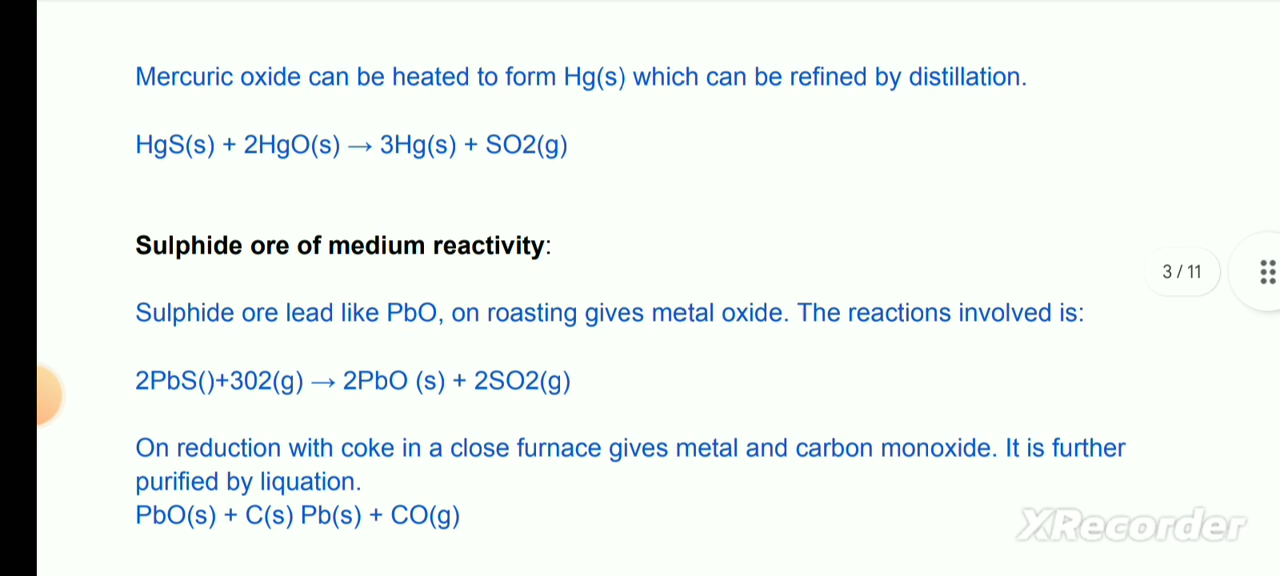 Mercuric oxide can be heated to form Hg(s) which can be refined by distillation.
HgS(s) + 2HgO(s) → 3Hg(s) + SO2(g)
Sulphide ore of medium reactivity:
3 / 11
Sulphide ore lead like PbO, on roasting gives metal oxide. The reactions involved is:
2PbS()+302(g) → 2PbO (s) + 2SO2(g)
On reduction with coke in a close furnace gives metal and carbon monoxide. It is further
purified by liquation.
PbO(s) + C(s) Pb(s) + CO(g)
XRecorder